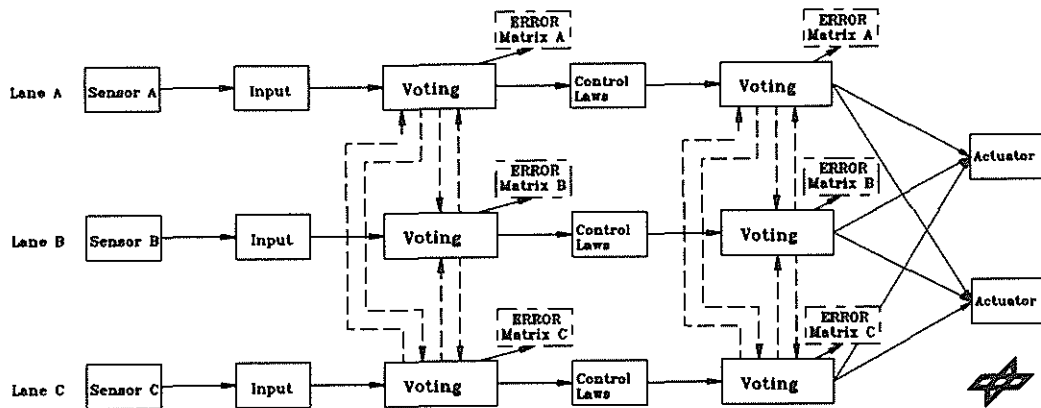 ERROR
Matrix A
ERROR
Matrix A
Lane A
Sensor A
Input
Voting
Control
Laws
Voting
Actuator
ERROR
Matrix B
ERROR
Matrix B
Lane B
Sensor B
Input
Voting
Control
Laws
Voting
Actuator
ERROR
Matrix C
ERROR
Matrix C
Lane C
Sensor C
Input
Voting
Control
Laws
Voting